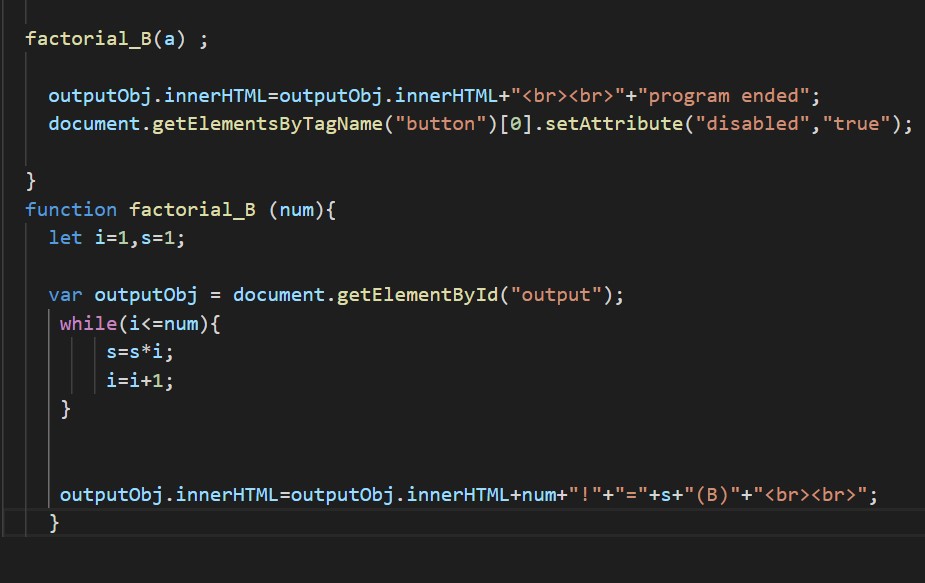 factorial_B(a) ;
outputObj.innerHTML=outputObj.innerHTML+"<br><br>"+"program ended";
document.getElementsByTagName("button")[0].setAttribute("disabled","true");
}
function factorial_B (num){
let i=1,s=1;
var outputObj = document.getElementById("output");
while(i<=num){
s=s*i;
i=i+1;
}
outputObj.innerHTML=outputObj.innerHTML+num+"!"+"="+s+"(B)"+"<br><br>";
}